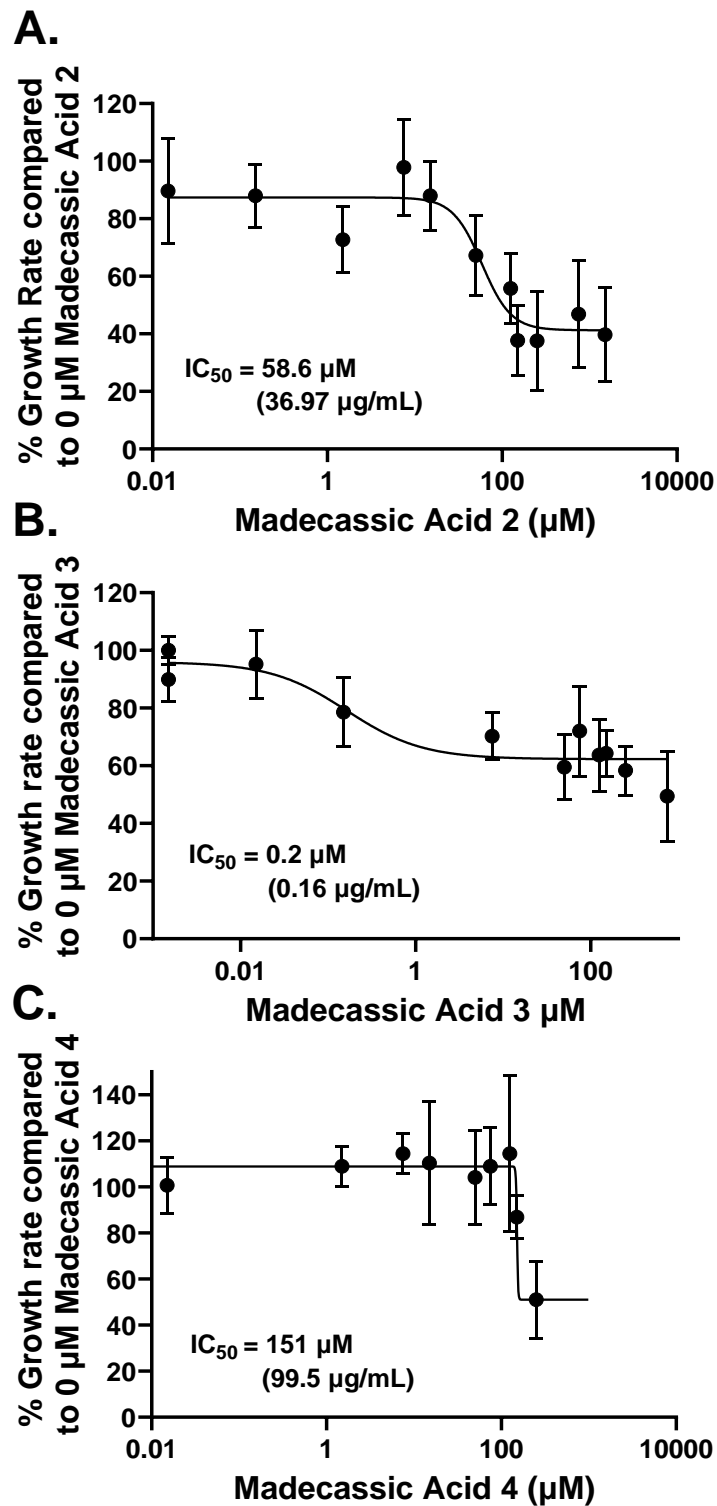 A.
% Growth Rate compared
to 0 µM Madecassic Acid 2
120
100
80
60
40
20
0
IC50 = 58.6 µM
(36.97 µg/mL)
0.01
1
100
10000
Madecassic Acid 2 (µM)
B.
% Growth rate compared
to 0 µM Madecassic Acid 3
120
100
80
60
40
20
0
IC50 = 0.2 µM
(0.16 µg/mL)
0.01
1
100
Madecassic Acid 3 µM
C.
% Growth rate compared
to 0 µM Madecassic Acid 4
140
120
100
80
60
40
20
0
IC50 = 151 µM
(99.5 µg/mL)
0.01
1
100
10000
Madecassic Acid 4 (µM)